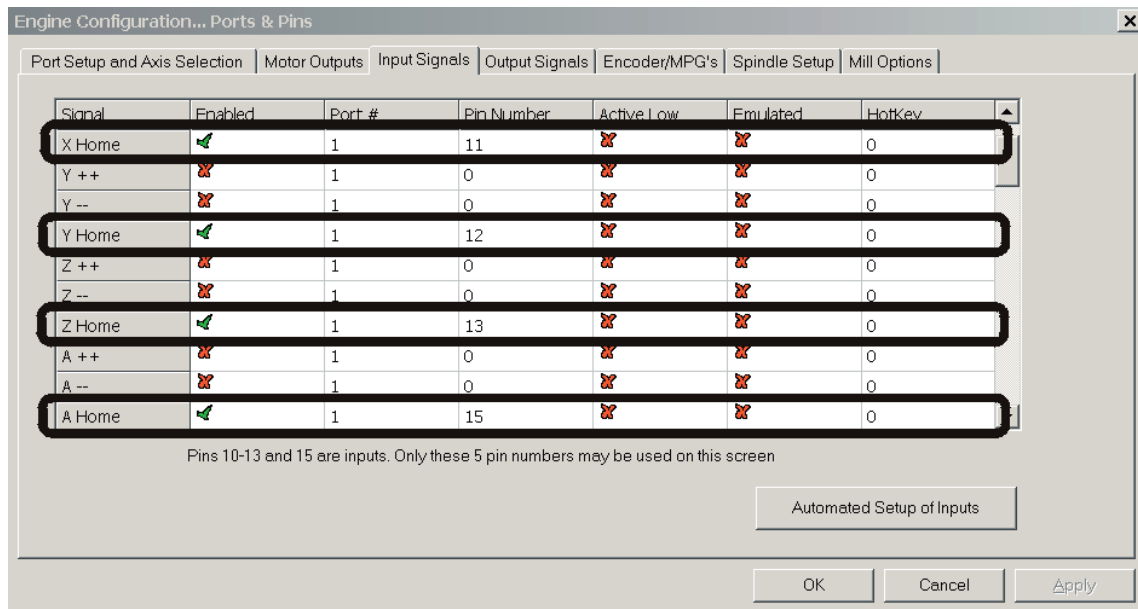 Engine Configuration... Ports & Pins
Port Setup and Axis Selection Motor Outputs Input Signals Output Signals Encoder/MPG's Spindle Setup Mill Options
Signal Enabled Port # Pin Number Active Low Emulated HotKey
X Home 1 11 0
Y ++ 1 0 0
Y -- 1 0 0
Y Home 1 12 0
Z ++ 1 0 0
Z -- 1 0 0
Z Home 1 13 0
A ++ 1 0 0
A -- 1 0 0
A Home 1 15 0
Pins 10-13 and 15 are inputs. Only these 5 pin numbers may be used on this screen
Automated Setup of Inputs
OK Cancel Apply